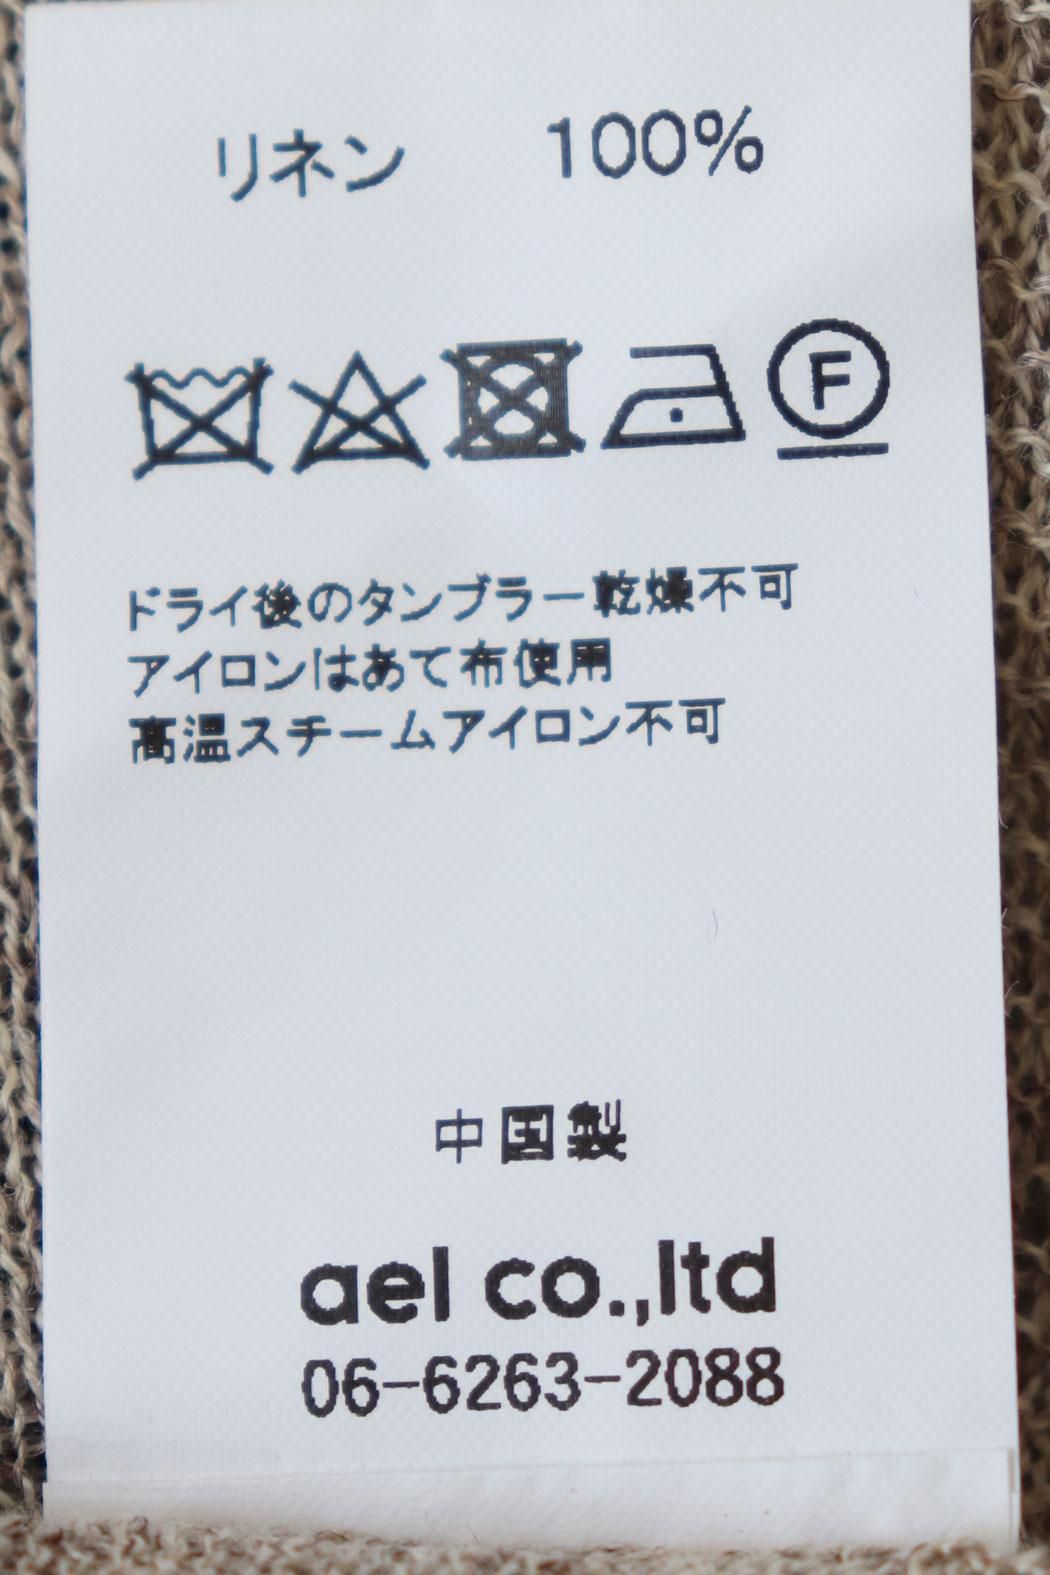 リネン 100%
F
ドライ後のタンブラー乾燥不可
アイロンはあて布使用
高温スチームアイロン不可
中国製
ael co.,ltd
06-6263-2088